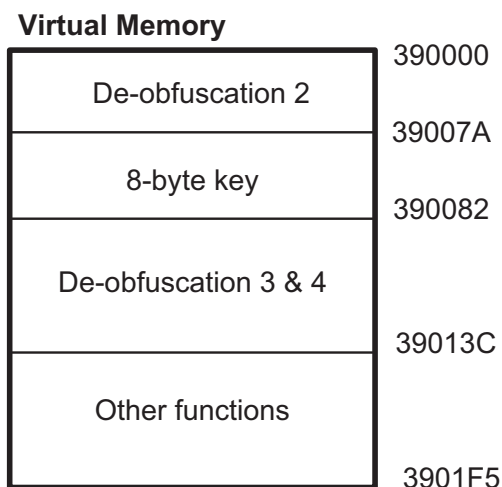 Virtual Memory
390000
De-obfuscation 2
39007A
8-byte key
390082
De-obfuscation 3 & 4
39013C
Other functions
3901F5